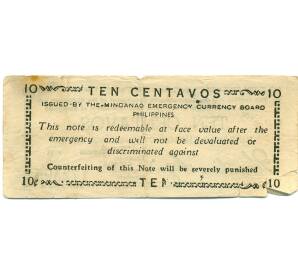 10 TEN CENTAVOS 10
ISSUED BY THE MINDANAO EMERGENCY CURRENCY BOARD
PHILIPPINES
This note is redeemable at face value after the
emergency and will not be devaluated or
discriminated against
Counterfeiting of this Note will be severely punished
10 TEN 10